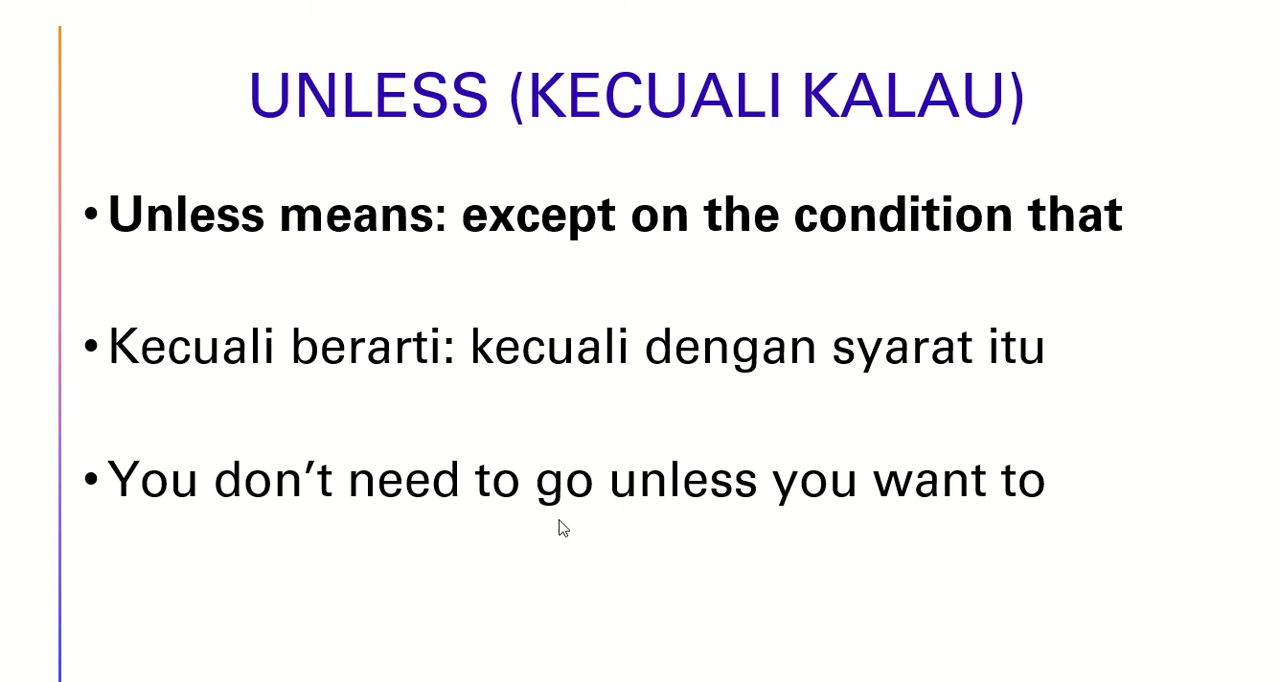 UNLESS (KECUALI KALAU)
• Unless means: except on the condition that
• Kecuali berarti: kecuali dengan syarat itu
• You don’t need to go unless you want to